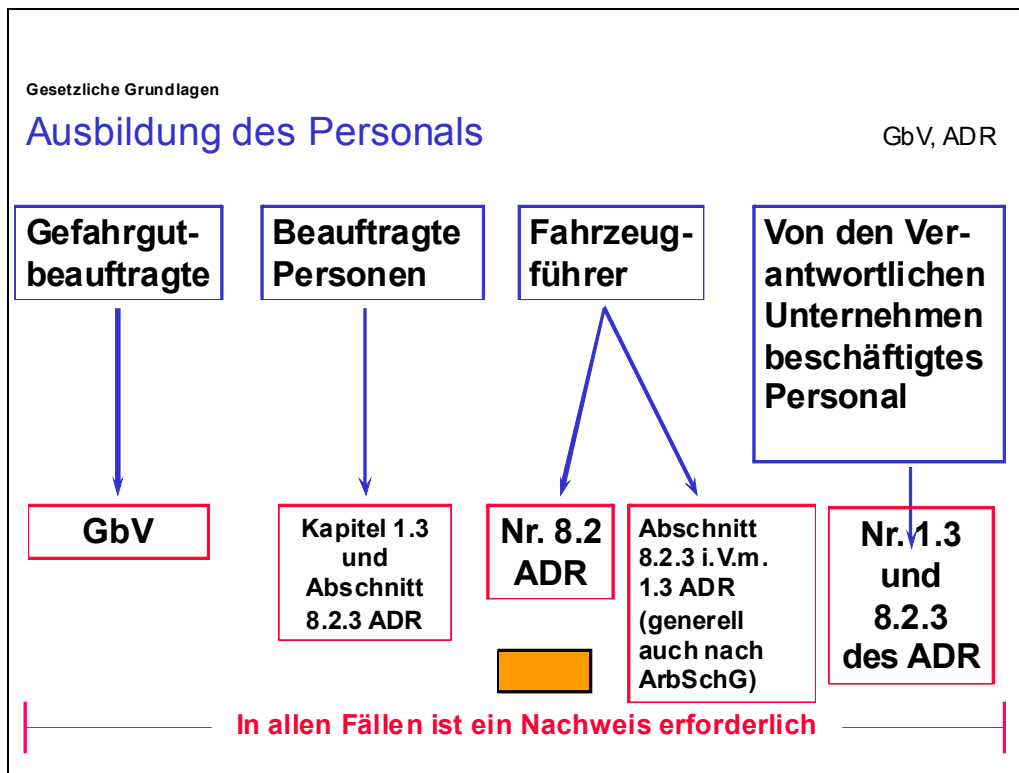 Gesetzliche Grundlagen
Ausbildung des Personals
GbV, ADR
Gefahrgut-
beauftragte
Beauftragte
Personen
Fahrzeug-
führer
Von den Ver-
antwortlichen
Unternehmen
beschäftigtes
Personal
GbV
Kapitel 1.3
und
Abschnitt
8.2.3 ADR
Nr. 8.2
ADR
Abschnitt
8.2.3 i.V.m.
1.3 ADR
(generell
auch nach
ArbSchG)
Nr. 1.3
und
8.2.3
des ADR
In allen Fällen ist ein Nachweis erforderlich